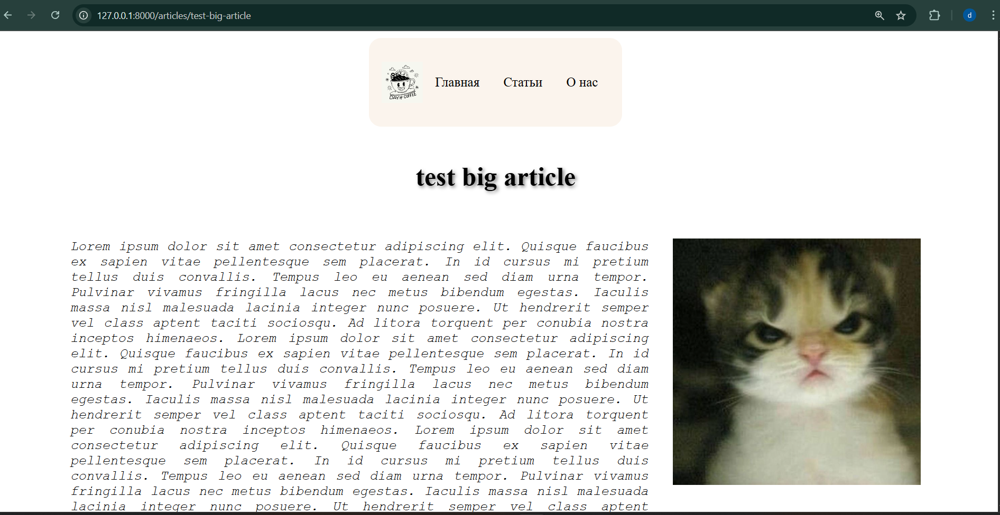 127.0.0.1:8000/articles/test-big-article
d
DAY of COFFEE
Главная Статьи О нас
test big article
Lorem ipsum dolor sit amet consectetur adipiscing elit. Quisque faucibus
ex sapien vitae pellentesque sem placerat. In id cursus mi pretium
tellus duis convallis. Tempus leo eu aenean sed diam urna tempor.
Pulvinar vivamus fringilla lacus nec metus bibendum egestas. Iaculis
massa nisl malesuada lacinia integer nunc posuere. Ut hendrerit semper
vel class aptent taciti sociosqu. Ad litora torquent per conubia nostra
inceptos himenaeos. Lorem ipsum dolor sit amet consectetur adipiscing
elit. Quisque faucibus ex sapien vitae pellentesque sem placerat. In id
cursus mi pretium tellus duis convallis. Tempus leo eu aenean sed diam
urna tempor. Pulvinar vivamus fringilla lacus nec metus bibendum
egestas. Iaculis massa nisl malesuada lacinia integer nunc posuere. Ut
hendrerit semper vel class aptent taciti sociosqu. Ad litora torquent
per conubia nostra inceptos himenaeos. Lorem ipsum dolor sit amet
consectetur adipiscing elit. Quisque faucibus ex sapien vitae
pellentesque sem placerat. In id cursus mi pretium tellus duis
convallis. Tempus leo eu aenean sed diam urna tempor. Pulvinar vivamus
fringilla lacus nec metus bibendum egestas. Iaculis massa nisl malesuada
lacinia integer nunc posuere. Ut hendrerit semper vel class aptent